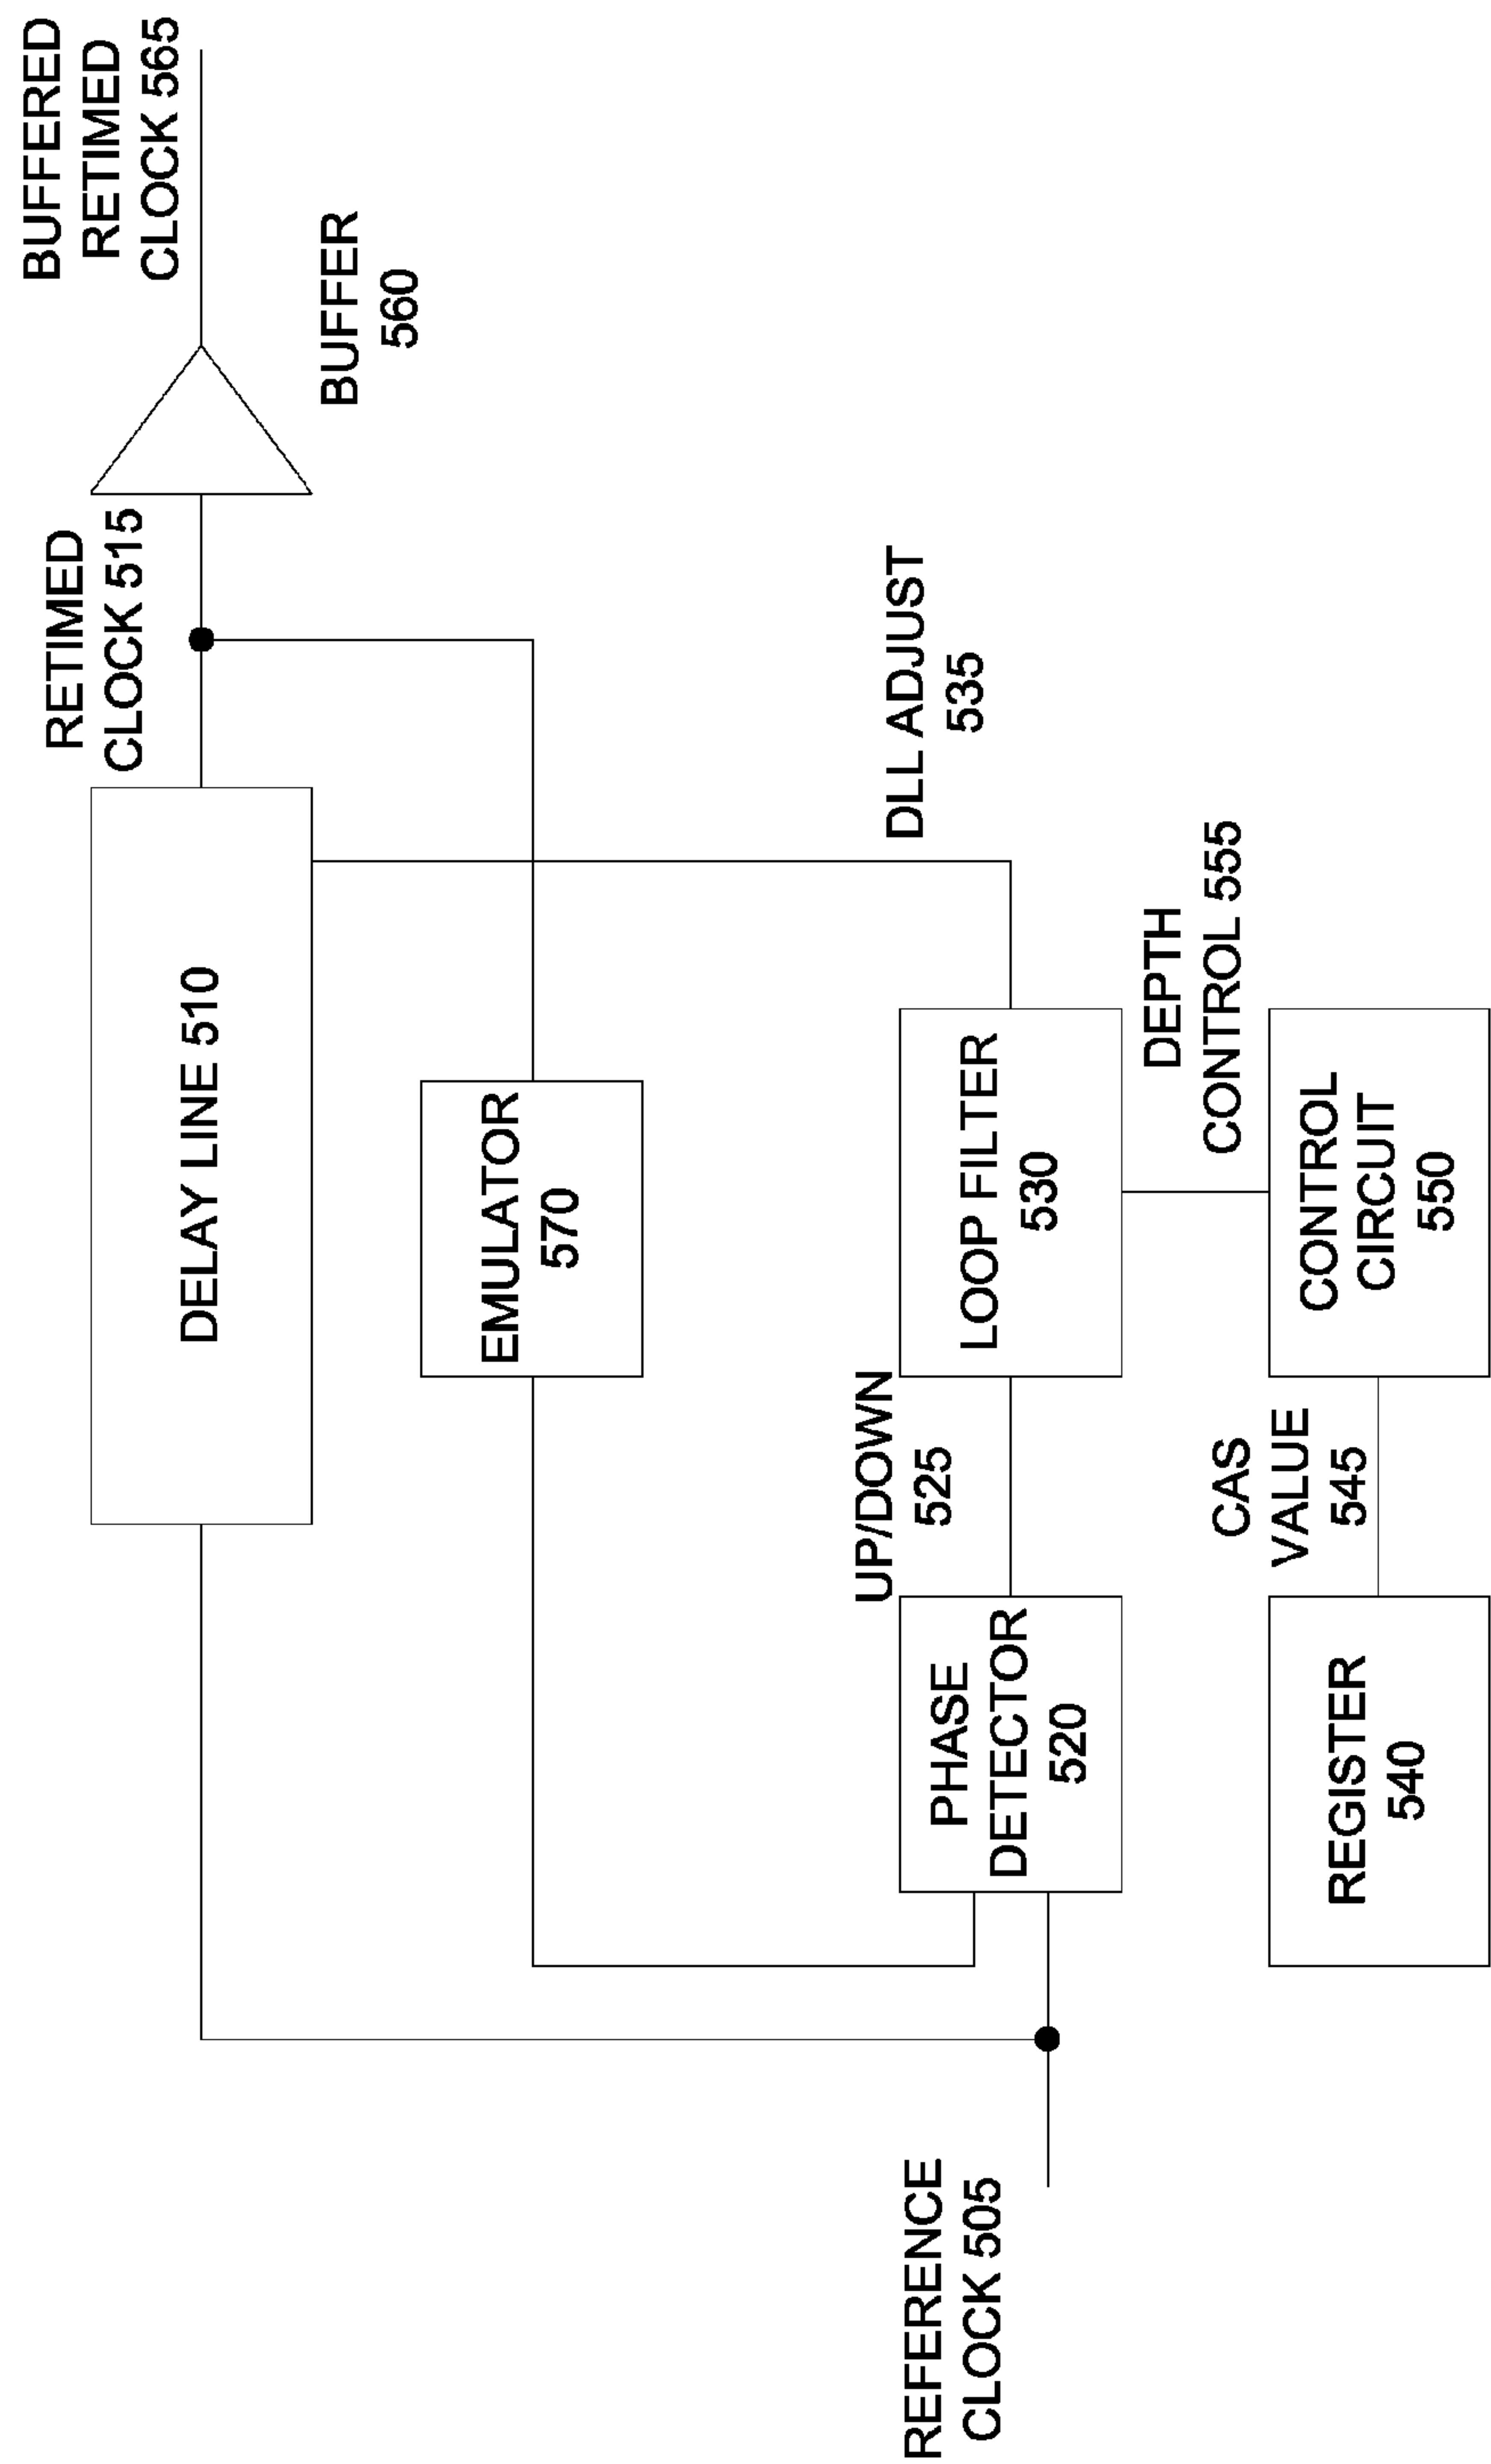 BUFFERED
RETIMED
CLOCK 565
RETIMED
CLOCK 515
BUFFER
560
DELAY LINE 510
EMULATOR
570
DLL ADJUST
535
UP/DOWN
525
LOOP FILTER
530
PHASE
DETECTOR
520
REFERENCE
CLOCK 505
DEPTH
CONTROL 555
CAS
VALUE
545
CONTROL
CIRCUIT
550
REGISTER
540